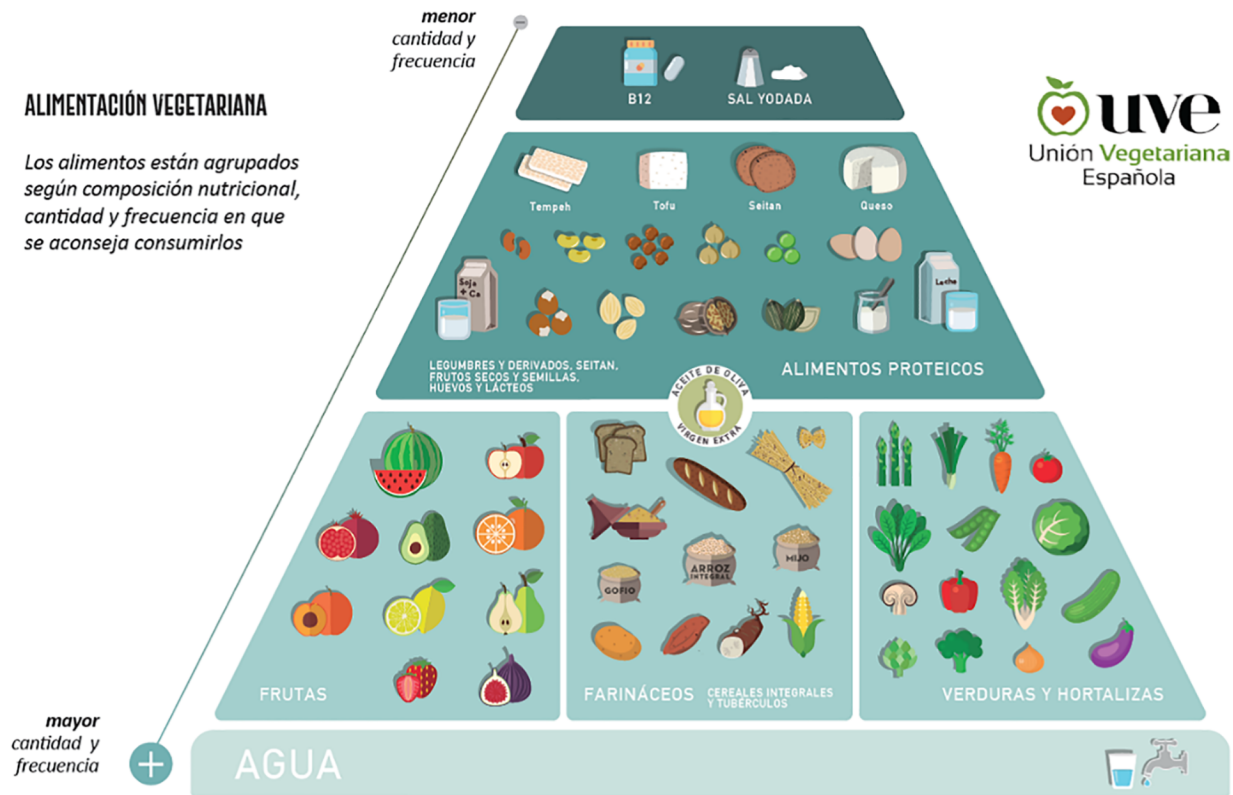 menor
cantidad y
frecuencia
ALIMENTACIÓN VEGETARIANA
Los alimentos están agrupados
según composición nutricional,
cantidad y frecuencia en que
se aconseja consumirlos
uve
Unión Vegetariana
Española
B12
SAL YODADA
Tempeh
Tofu
Seitan
Queso
Soja
+ Ca
Leche
LEGUMBRES Y DERIVADOS, SEITAN,
FRUTOS SECOS Y SEMILLAS,
HUEVOS Y LÁCTEOS
ALIMENTOS PROTEICOS
ACEITE DE OLIVA
VIRGEN EXTRA
GOFIO
ARROZ
INTEGRAL
MIJO
FRUTAS
FARINÁCEOS
CEREALES INTEGRALES
Y TUBÉRCULOS
VERDURAS Y HORTALIZAS
mayor
cantidad y
frecuencia
+
AGUA